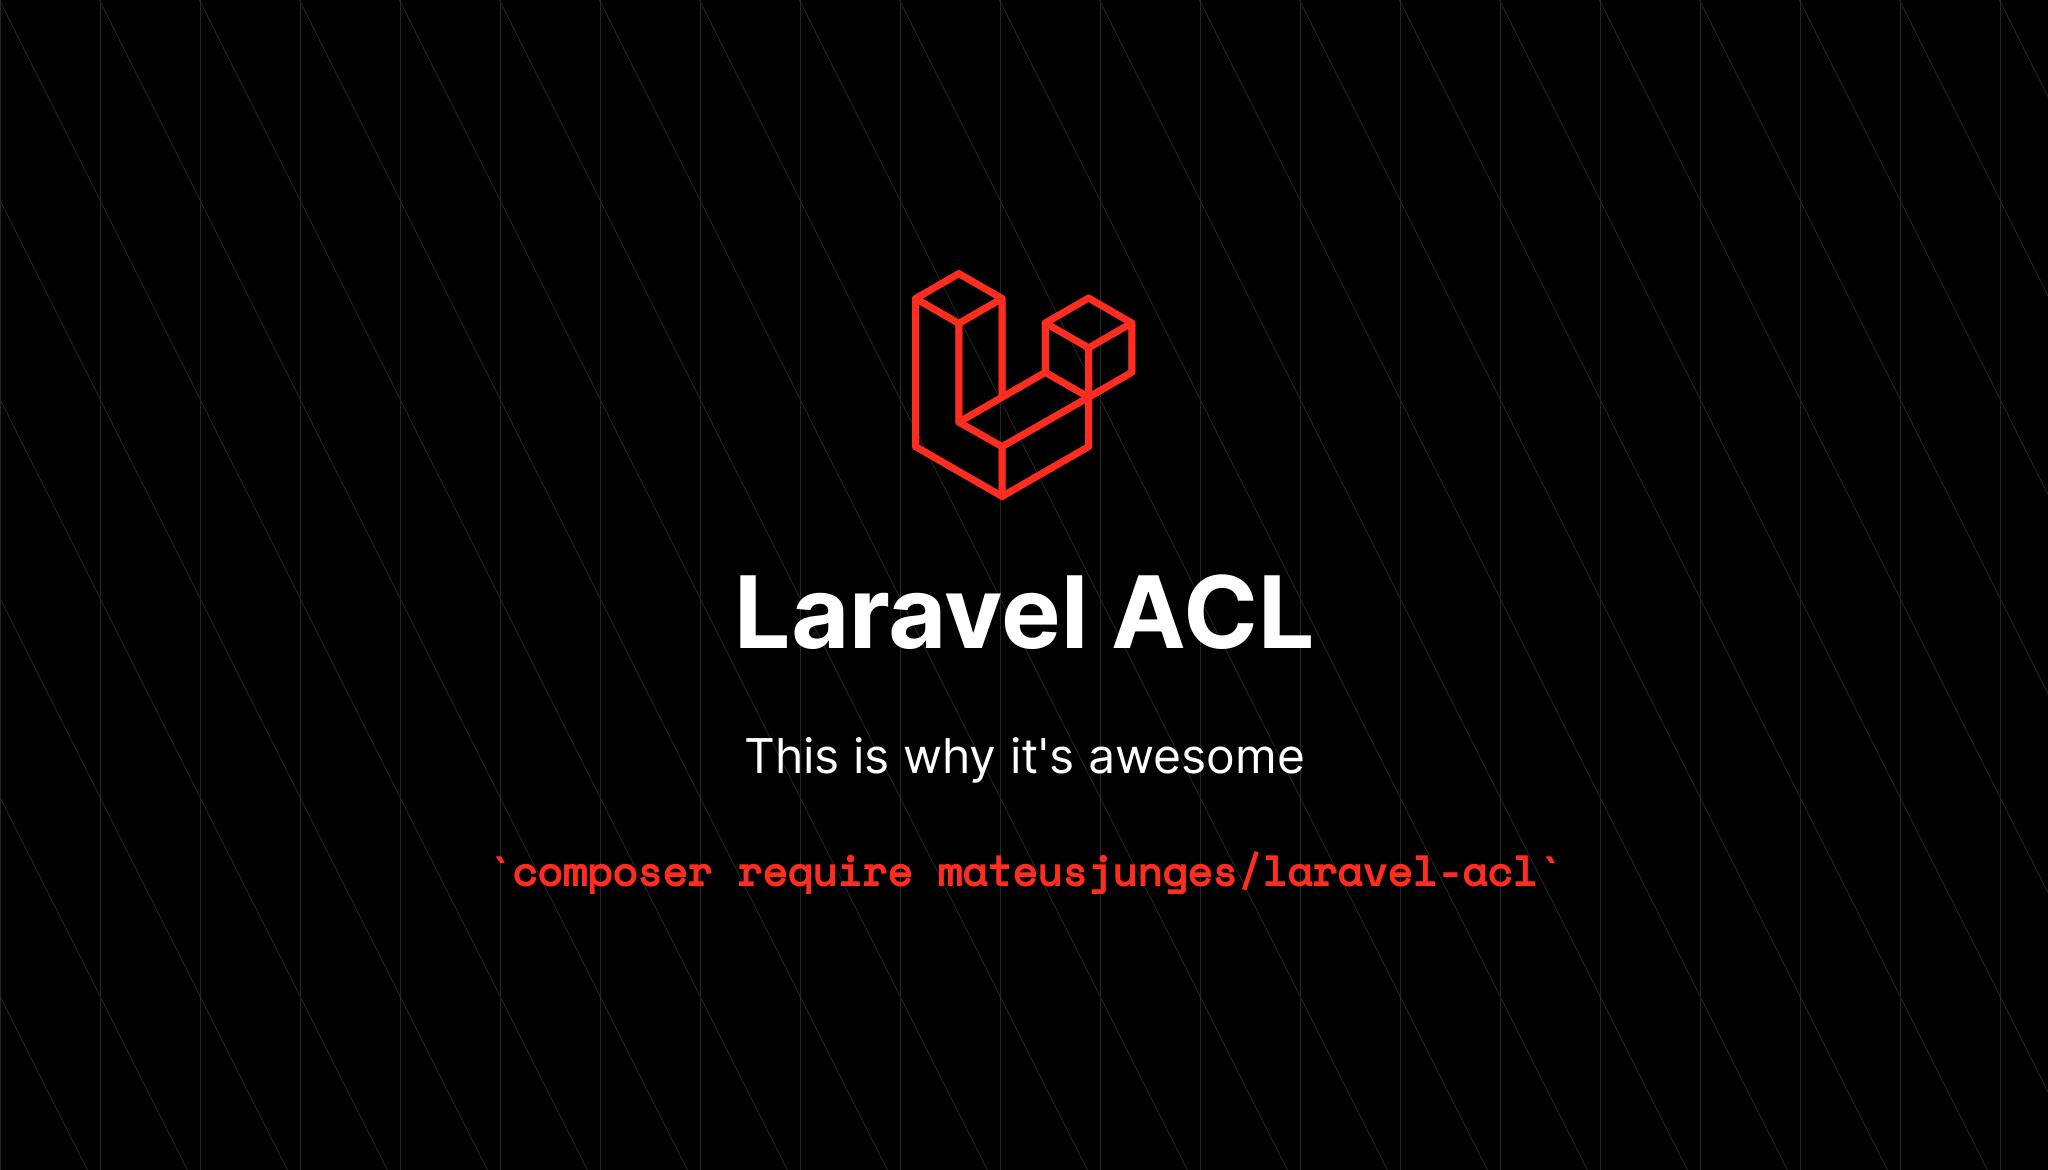 Laravel ACL
This is why it's awesome
`composer require mateusjunges/laravel-acl`